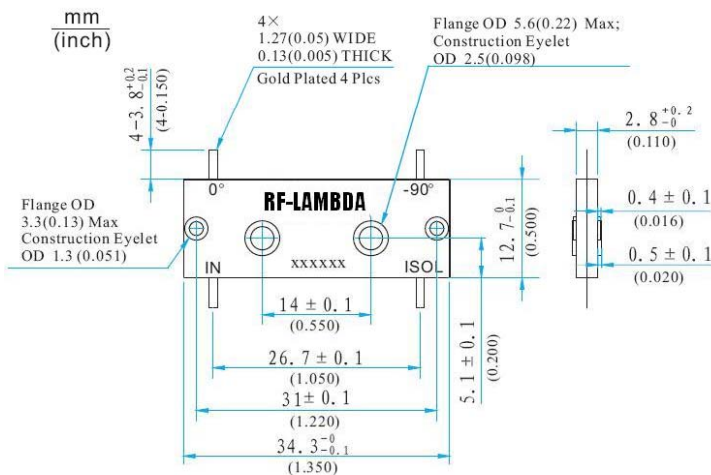 mm
(inch)
4×
1.27(0.05) WIDE
0.13(0.005) THICK
Gold Plated 4 Plcs
Flange OD 5.6(0.22) Max;
Construction Eyelet
OD 2.5(0.098)
4-3.8+0.2-0.1
(4-0.150)
2.8+0.2-0
(0.110)
0°
-90°
RF-LAMBDA
Flange OD
3.3(0.13) Max
Construction Eyelet
OD 1.3 (0.051)
IN
xxxxxx
ISOL
12.7 0-0.1
(0.500)
0.4±0.1
(0.016)
0.5±0.1
(0.020)
14±0.1
(0.550)
5.1±0.1
(0.200)
26.7±0.1
(1.050)
31±0.1
(1.220)
34.3-0-0.1
(1.350)